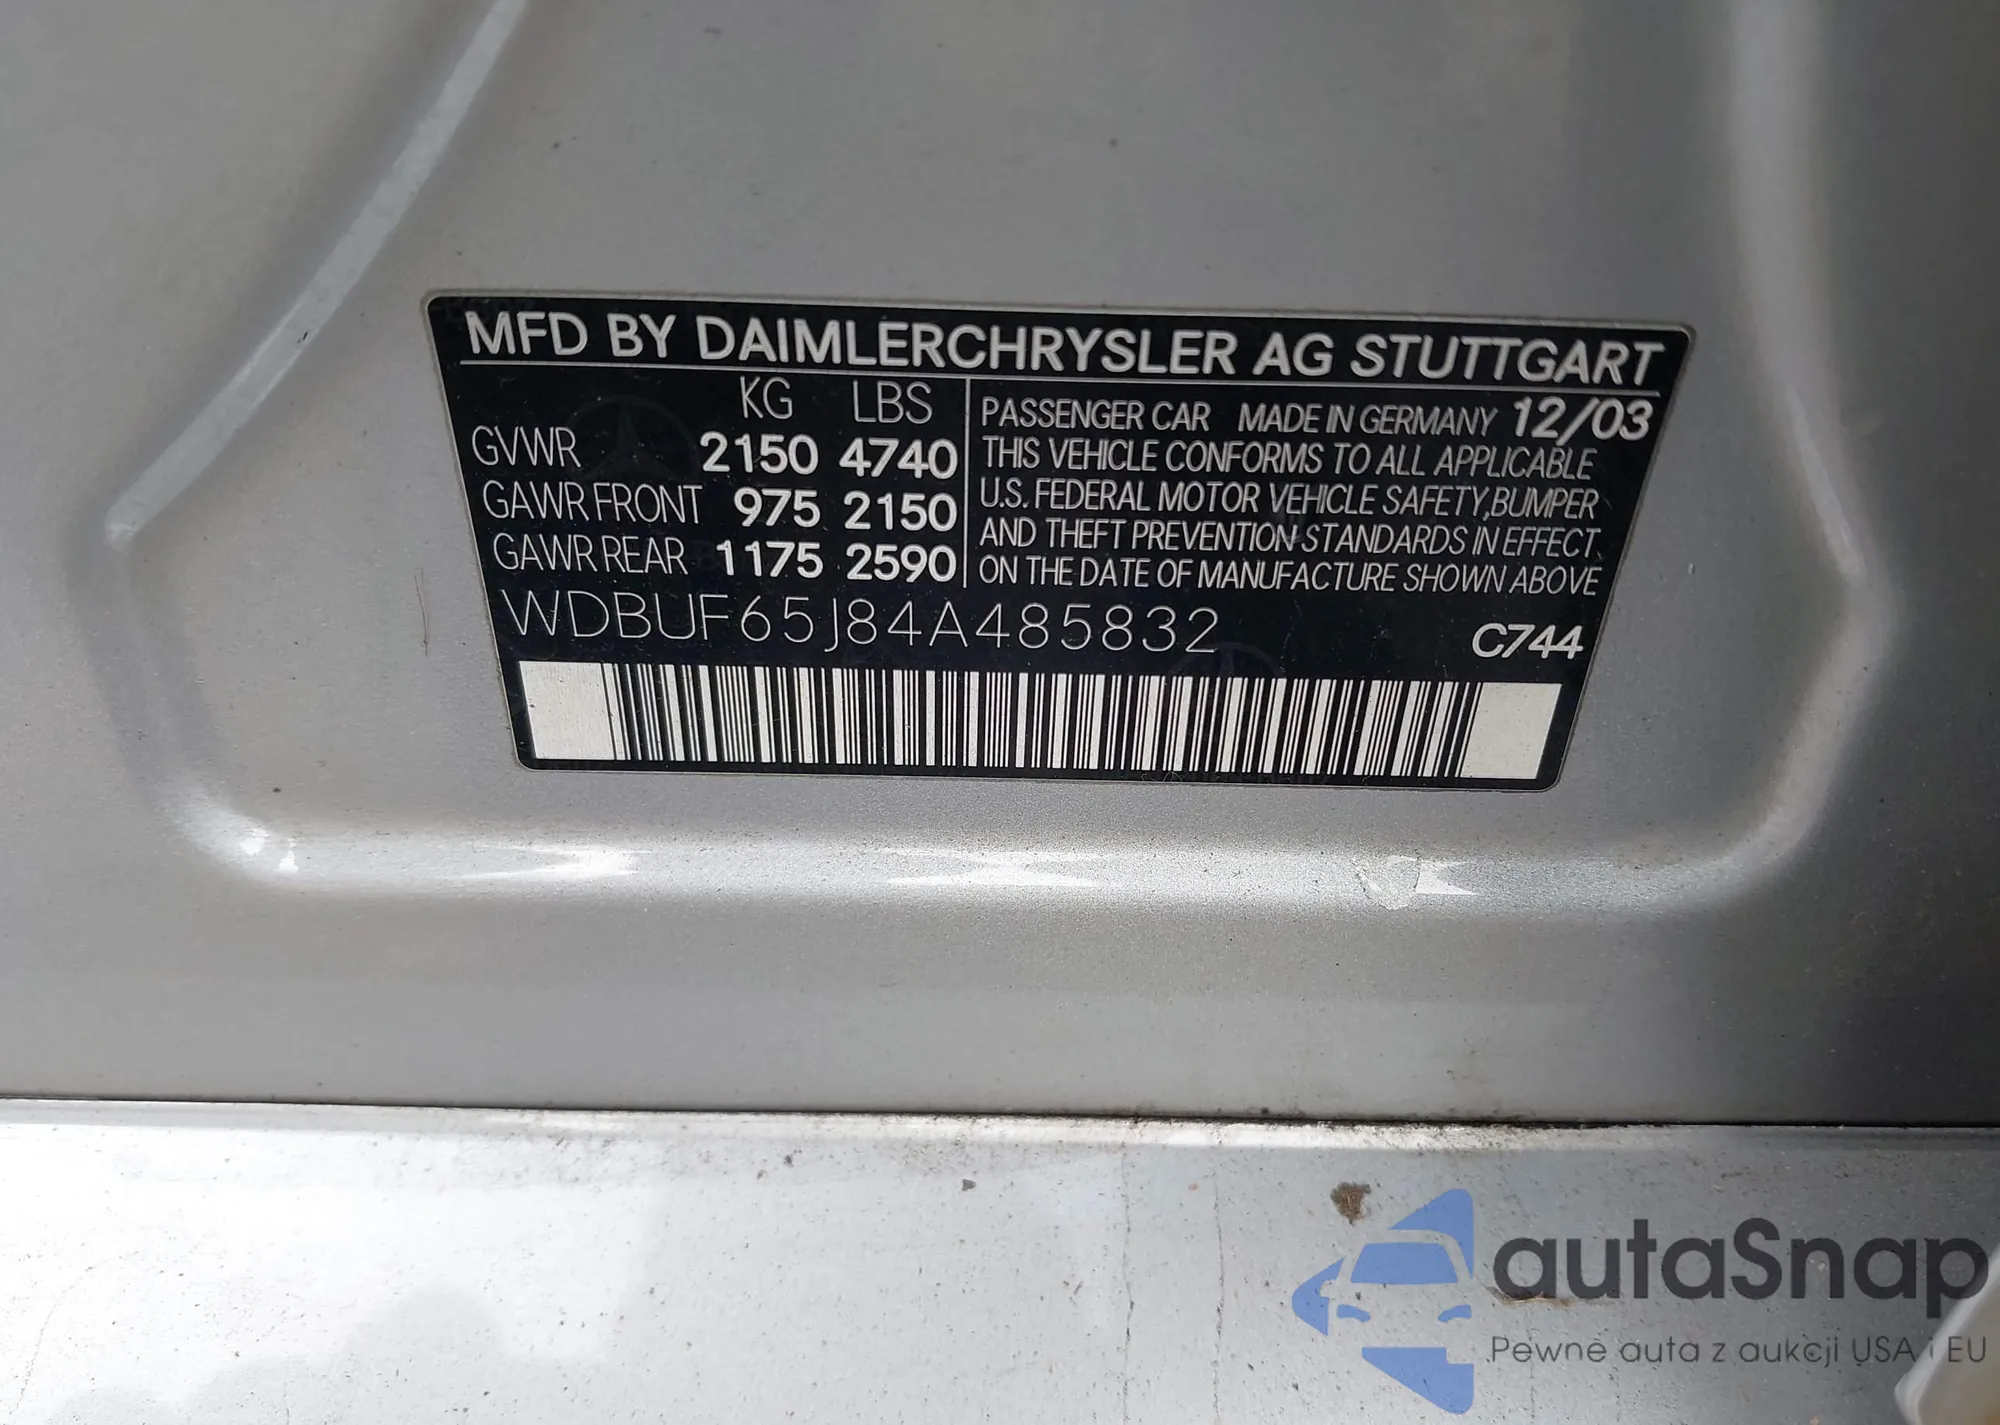 MFD BY DAIMLERCHRYSLER AG STUTTGART
KG LBS
GVWR 2150 4740
GAWR FRONT 975 2150
GAWR REAR 1175 2590
PASSENGER CAR MADE IN GERMANY 12/03
THIS VEHICLE CONFORMS TO ALL APPLICABLE
U.S. FEDERAL MOTOR VEHICLE SAFETY, BUMPER
AND THEFT PREVENTION STANDARDS IN EFFECT
ON THE DATE OF MANUFACTURE SHOWN ABOVE
WDBUF65J84A485832
C744
autaSnap
Pewne auta z aukcji USA i EU